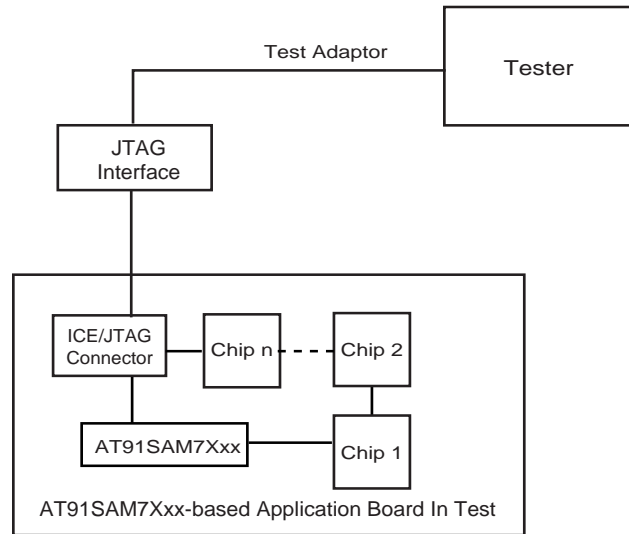 Test Adaptor
Tester
JTAG
Interface
ICE/JTAG
Connector
Chip n
Chip 2
AT91SAM7Xxx
Chip 1
AT91SAM7Xxx-based Application Board In Test